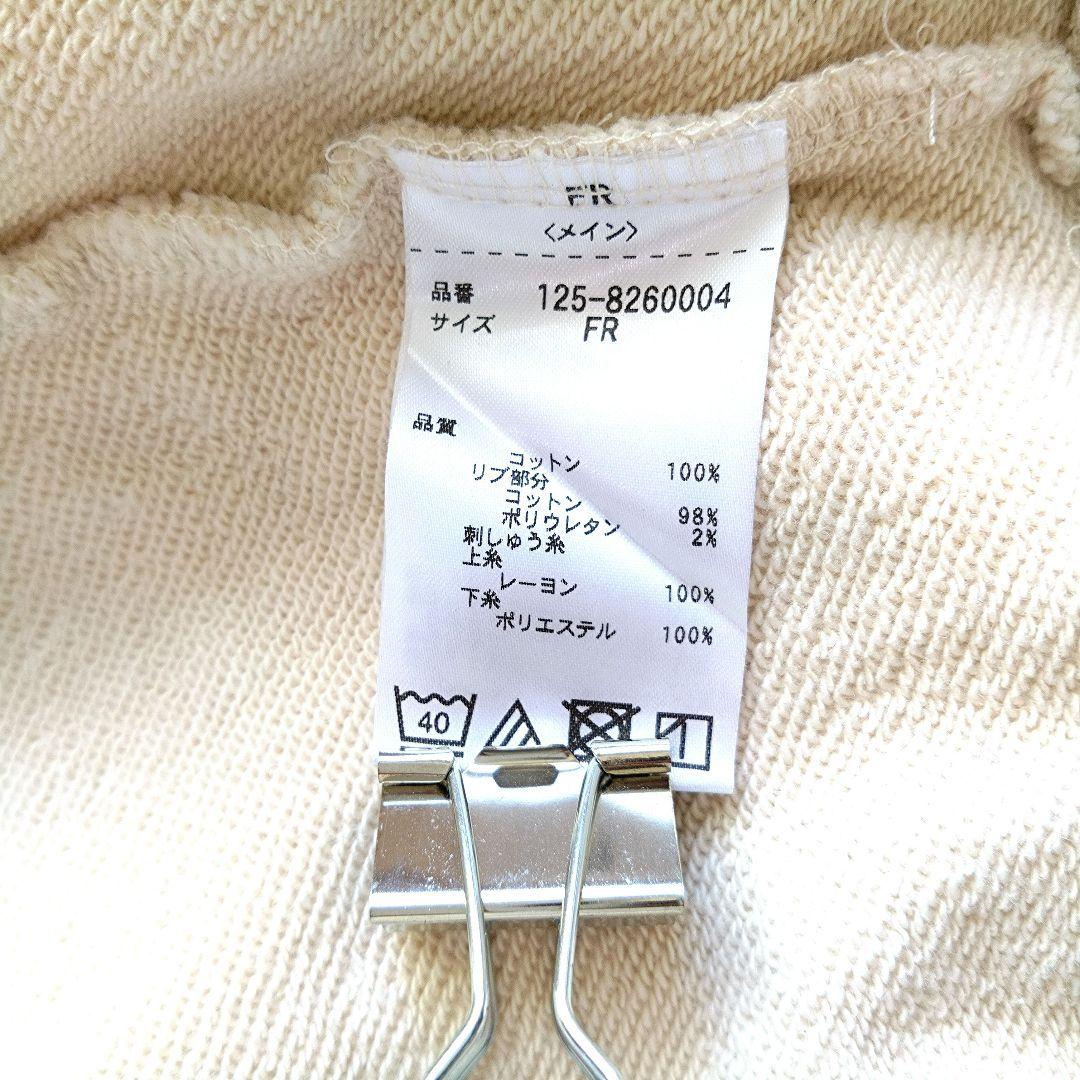 FR
〈メイン〉
品番 125-8260004
サイズ FR
品質
コットン 100%
リブ部分
コットン 98%
ポリウレタン 2%
刺しゅう糸
上糸
レーヨン 100%
下糸
ポリエステル 100%
40